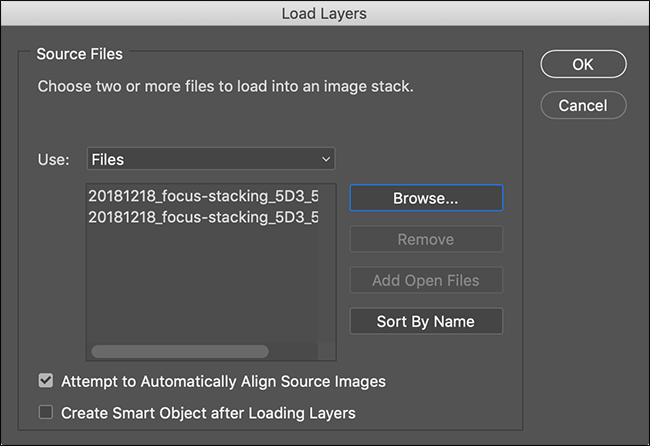 Load Layers
Source Files
OK
Choose two or more files to load into an image stack.
Cancel
Use: Files
20181218_focus-stacking_5D3_5
Browse...
20181218_focus-stacking_5D3_5
Remove
Add Open Files
Sort By Name
Attempt to Automatically Align Source Images
Create Smart Object after Loading Layers